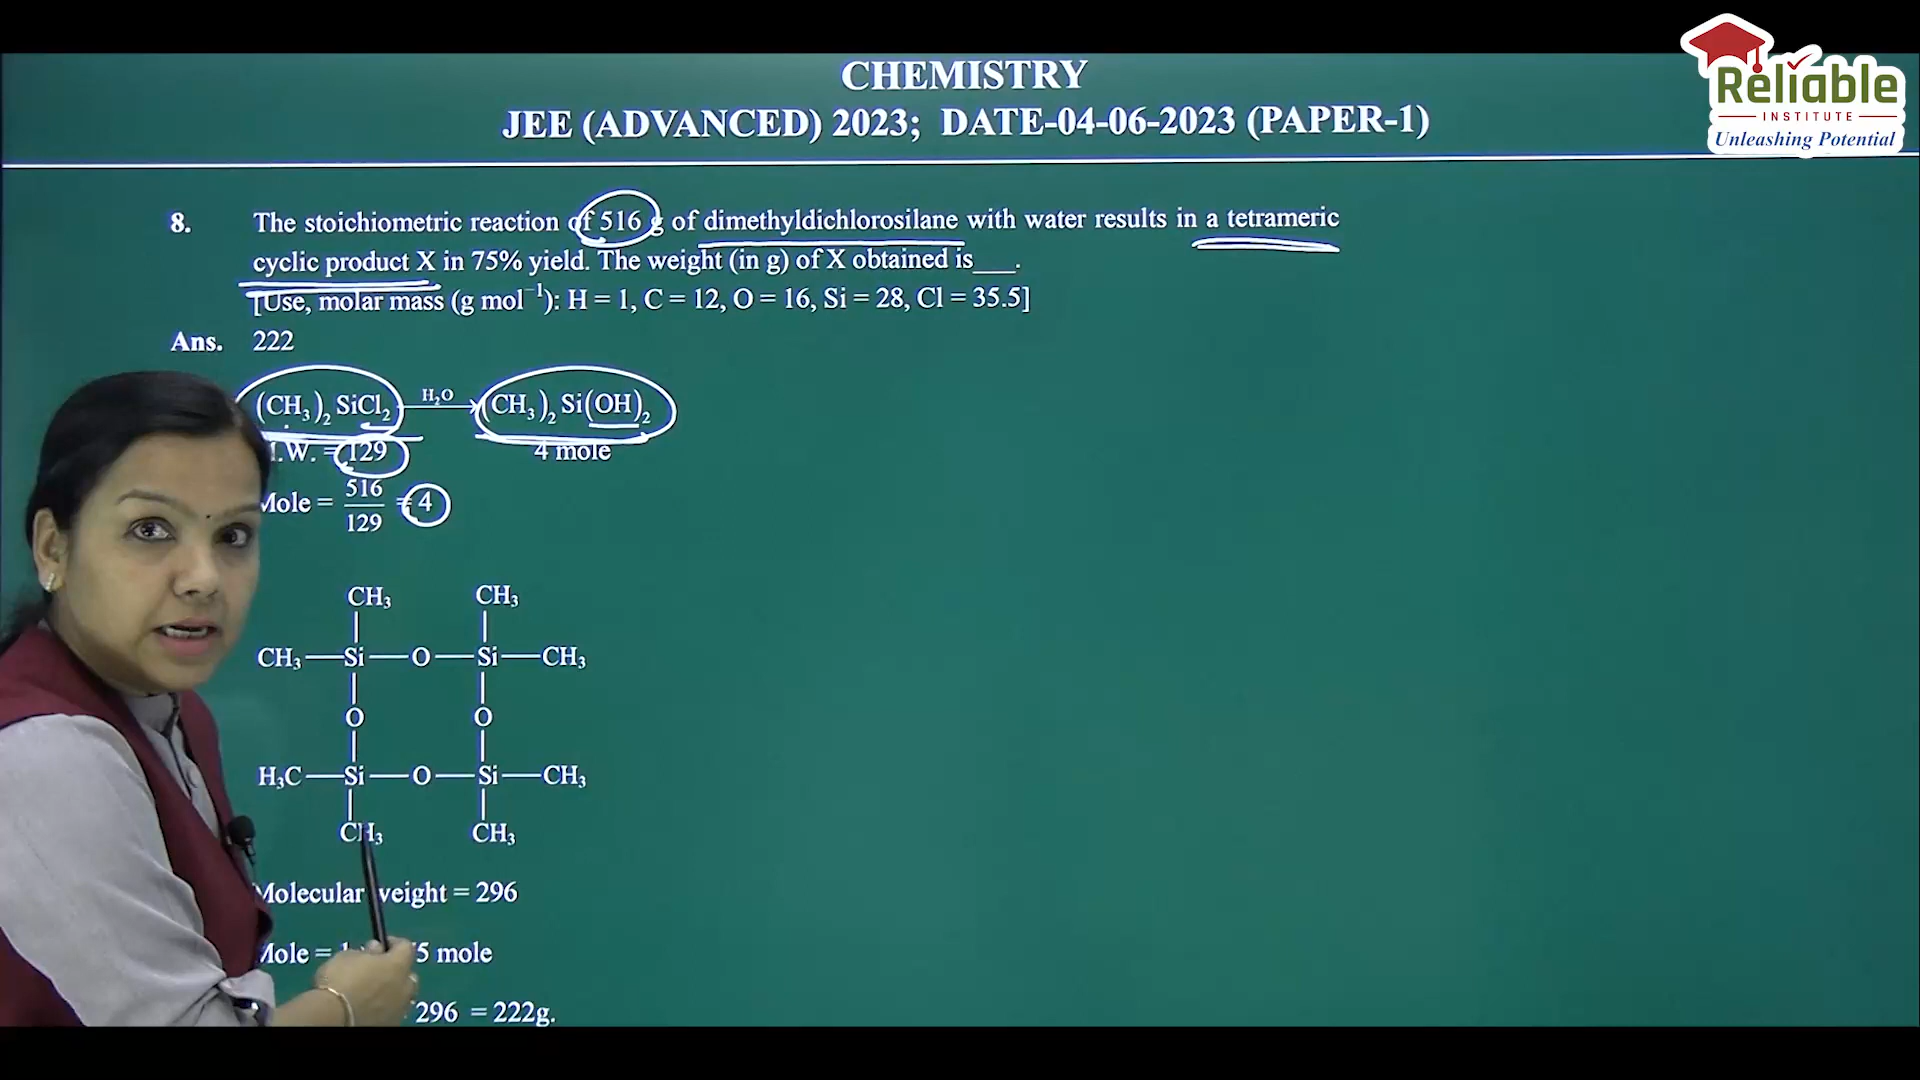 CHEMISTRY
JEE (ADVANCED) 2023; DATE-04-06-2023 (PAPER-1)
Reliable
INSTITUTE
Unleashing Potential
8. The stoichiometric reaction of 516 g of dimethyldichlorosilane with water results in a tetrameric
cyclic product X in 75% yield. The weight (in g) of X obtained is___.
[Use, molar mass (g mol⁻¹): H = 1, C = 12, O = 16, Si = 28, Cl = 35.5]
Ans. 222
(CH₃)₂ SiCl₂ —H₂O→ (CH₃)₂ Si(OH)₂
.W. = 129 4 mole
Mole = 516/129 = 4
CH₃ CH₃
CH₃—Si—O—Si—CH₃
O O
H₃C—Si—O—Si—CH₃
CH₃ CH₃
Molecular weight = 296
Mole = 5 mole
296 = 222g.